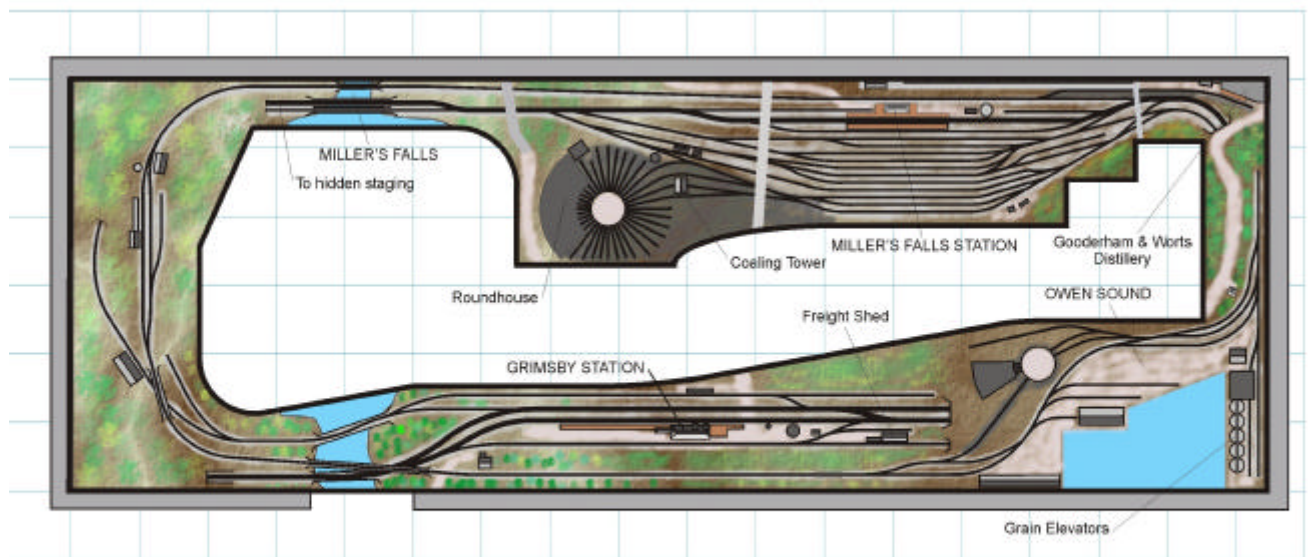 MILLER'S FALLS
To hidden staging
MILLER'S FALLS STATION
Gooderham & Worts
Distillery
Coaling Tower
Roundhouse
OWEN SOUND
Freight Shed
GRIMSBY STATION
Grain Elevators